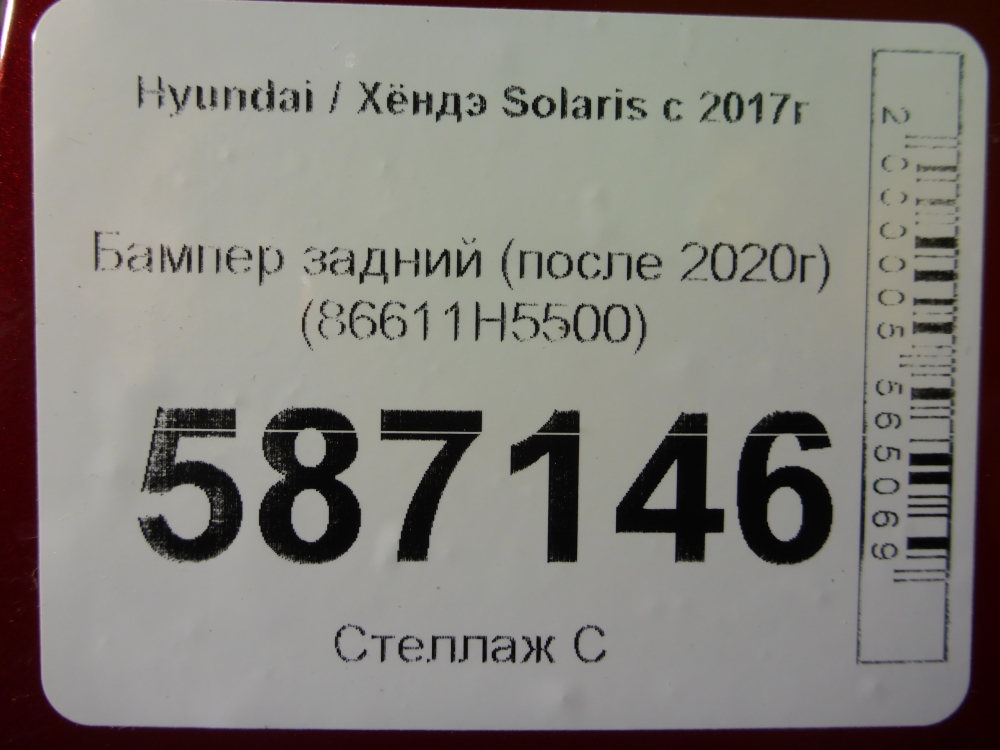 Hyundai / Хёндэ Solaris с 2017г
Бампер задний (после 2020г)
(86611H5500)
587146
Стеллаж С
2000005565069